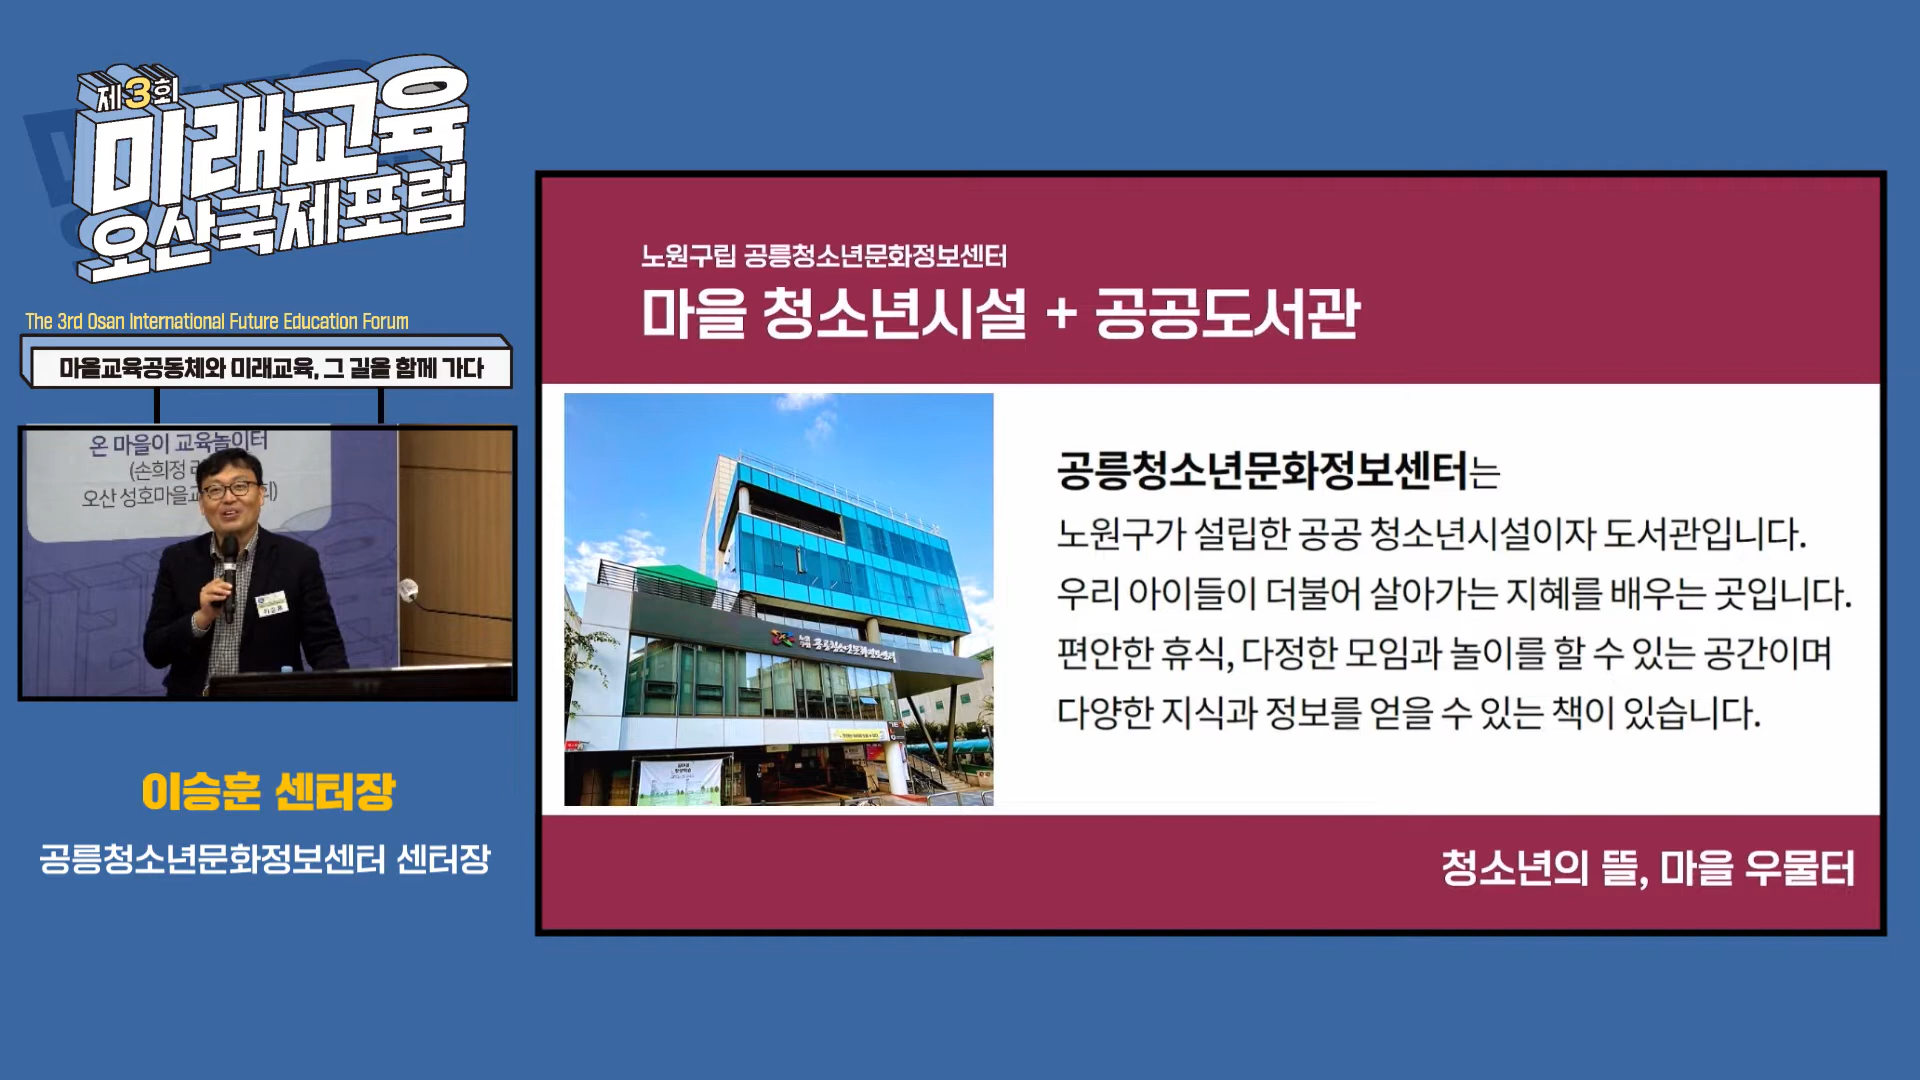 제3회
미래교육
오산국제포럼
The 3rd Osan International Future Education Forum
마을교육공동체와 미래교육, 그 길을 함께 가다
온 마을이 교육놀이터
(손희정
오산 성호마을교
이승훈 센터장
공릉청소년문화정보센터 센터장
노원구립 공릉청소년문화정보센터
마을 청소년시설 + 공공도서관
공릉청소년문화정보센터
공릉청소년문화정보센터는
노원구가 설립한 공공 청소년시설이자 도서관입니다.
우리 아이들이 더불어 살아가는 지혜를 배우는 곳입니다.
편안한 휴식, 다정한 모임과 놀이를 할 수 있는 공간이며
다양한 지식과 정보를 얻을 수 있는 책이 있습니다.
청소년의 뜰, 마을 우물터